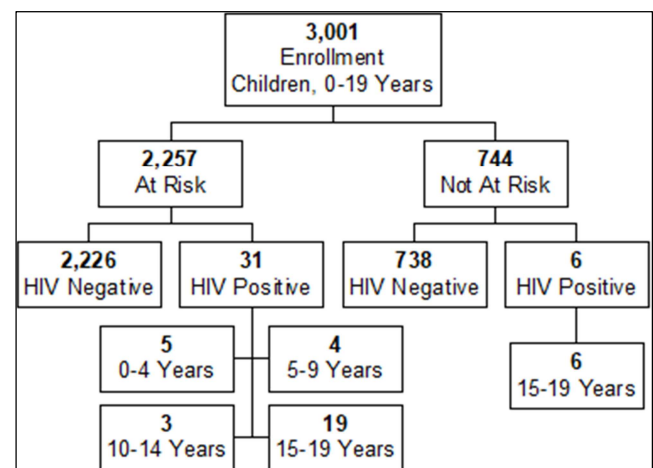 3,001
Enrollment
Children, 0-19 Years
2,257
At Risk
744
Not At Risk
2,226
HIV Negative
31
HIV Positive
738
HIV Negative
6
HIV Positive
5
0-4 Years
4
5-9 Years
6
15-19 Years
3
10-14 Years
19
15-19 Years